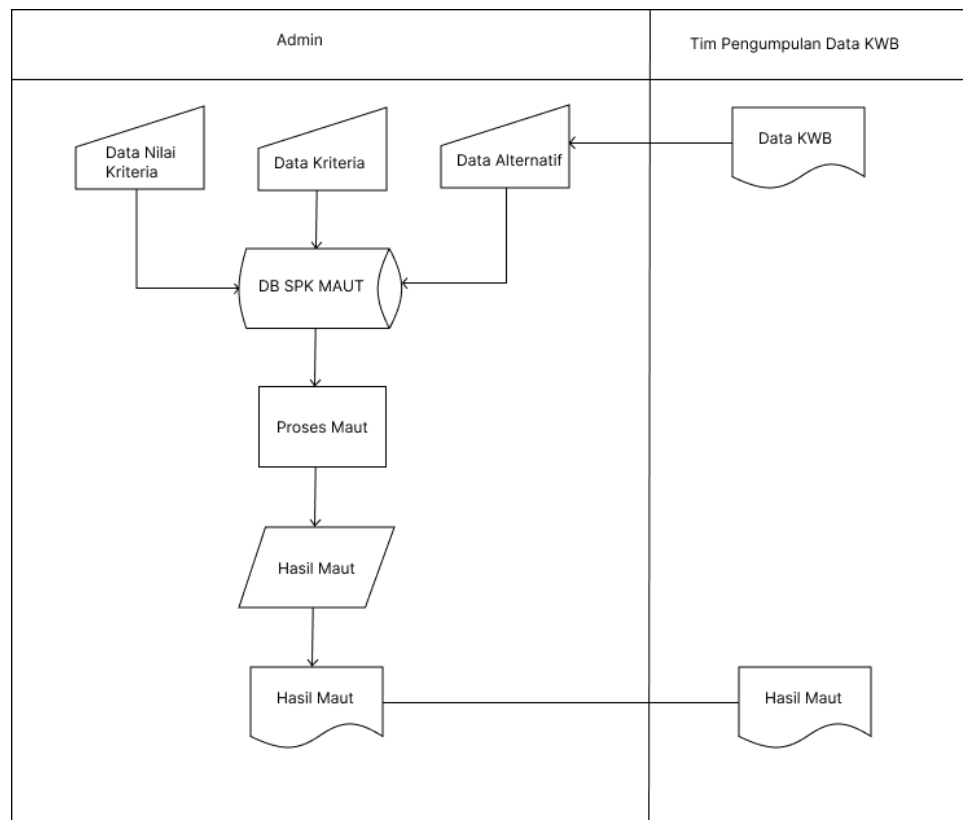 Admin
Tim Pengumpulan Data KWB
Data Nilai
Kriteria
Data Kriteria
Data Alternatif
Data KWB
DB SPK MAUT
Proses Maut
Hasil Maut
Hasil Maut
Hasil Maut